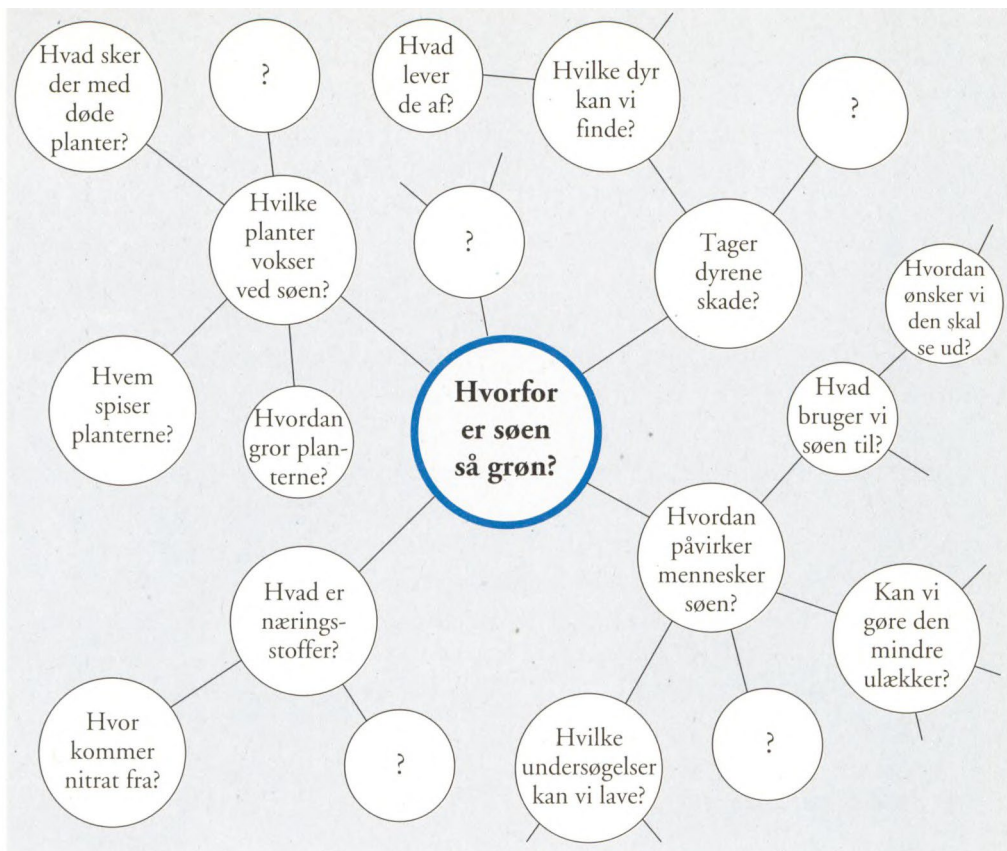 Hvad sker
der med
døde
planter?
?
Hvad
lever
de af?
Hvilke dyr
kan vi
finde?
?
Hvilke
planter
vokser
ved søen?
?
Tager
dyrene
skade?
Hvordan
ønsker vi
den skal
se ud?
Hvem
spiser
planterne?
Hvordan
gror plan-
terne?
Hvorfor
er søen
så grøn?
Hvad
bruger vi
søen til?
Hvad er
nærings-
stoffer?
Hvordan
påvirker
mennesker
søen?
Kan vi
gøre den
mindre
ulækker?
Hvor
kommer
nitrat fra?
?
Hvilke
undersøgelser
kan vi lave?
?